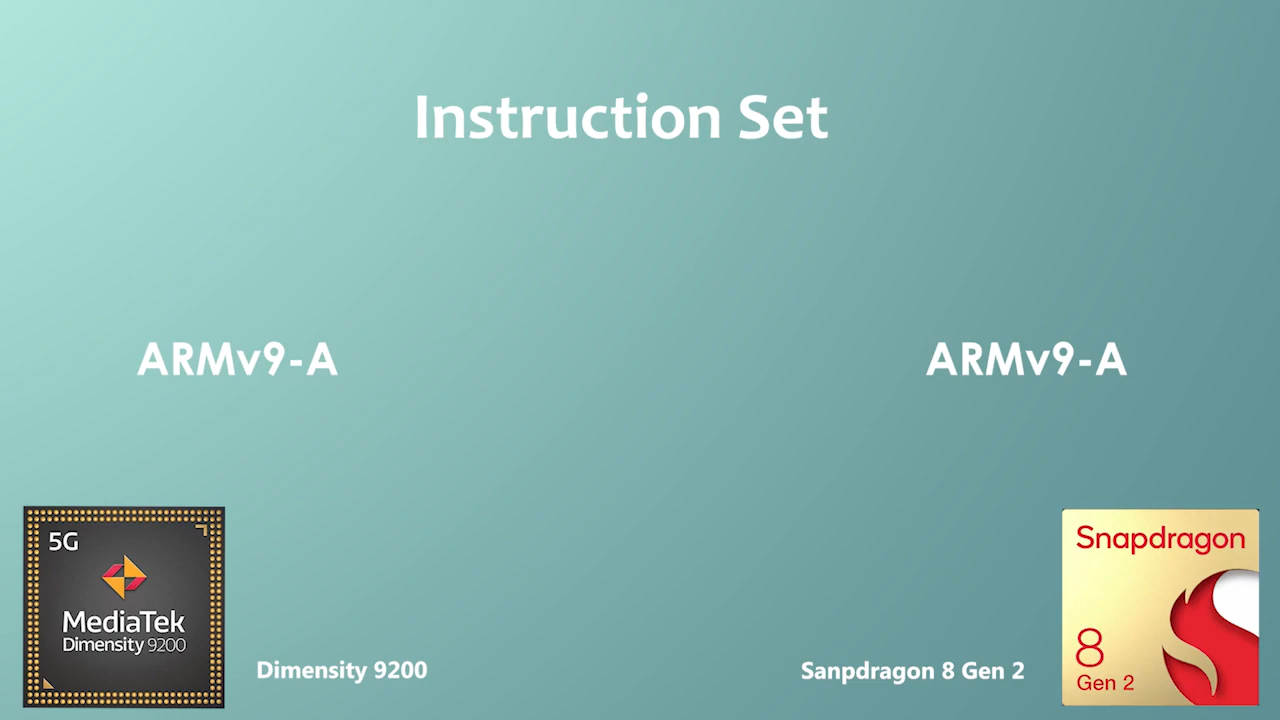 Instruction Set
ARMv9-A
ARMv9-A
5G
MediaTek
Dimensity 9200
Dimensity 9200
Sanpdragon 8 Gen 2
Snapdragon
8
Gen 2